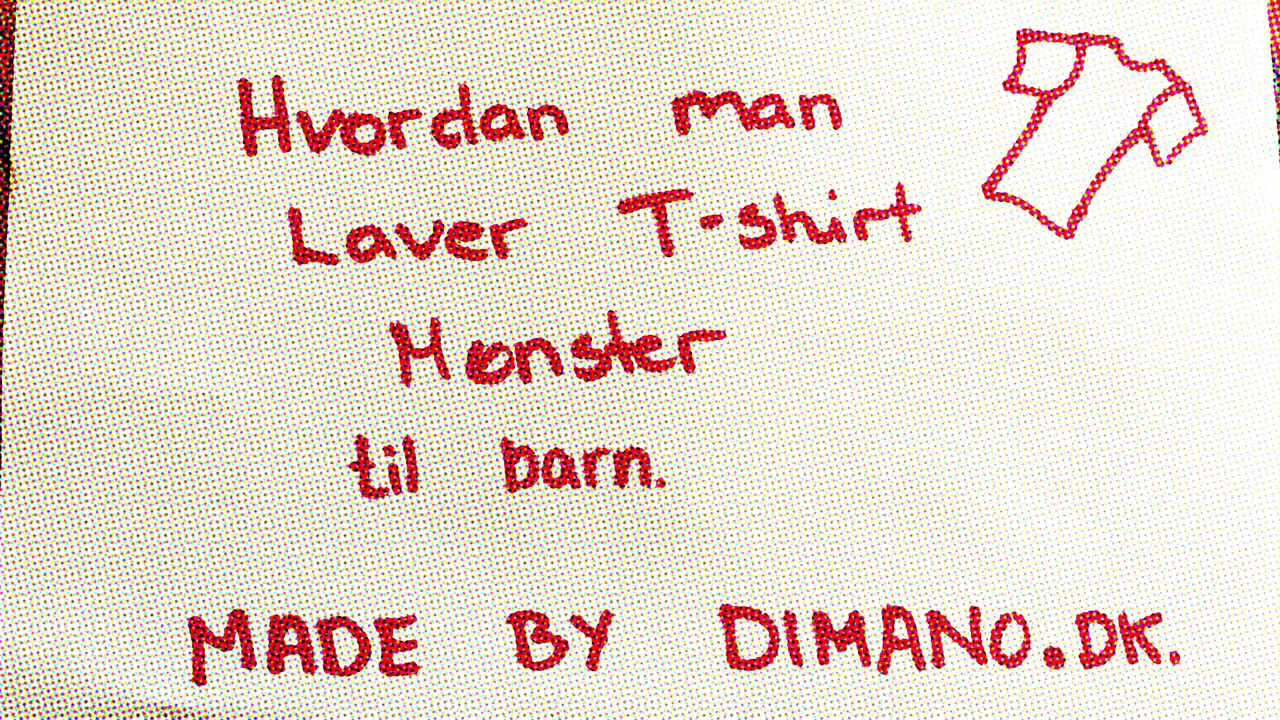 Hvordan man
Laver T-shirt
Mønster
til barn.
MADE BY DIMANO.DK.